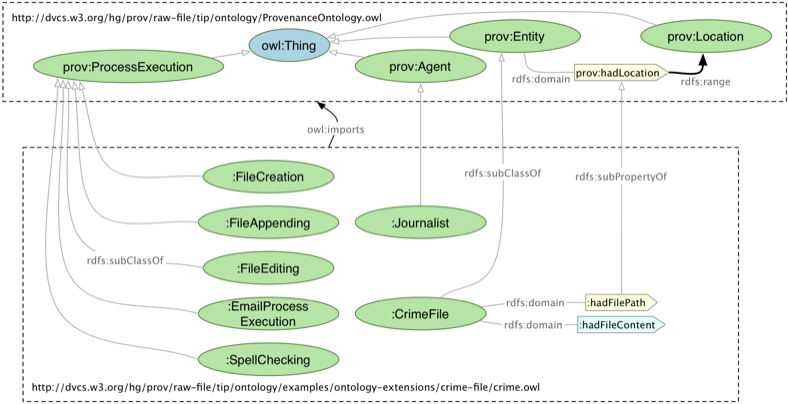 http://dvcs.w3.org/hg/prov/raw-file/tip/ontology/ProvenanceOntology.owl
owl:Thing
prov:Entity
prov:Location
prov:ProcessExecution
prov:Agent
prov:hadLocation
rdfs:domain
rdfs:range
owl:imports
:FileCreation
rdfs:subClassOf
rdfs:subPropertyOf
:FileAppending
:Journalist
rdfs:subClassOf
:FileEditing
:EmailProcess
Execution
:CrimeFile
rdfs:domain
:hadFilePath
rdfs:domain
:hadFileContent
:SpellChecking
http://dvcs.w3.org/hg/prov/raw-file/tip/ontology/examples/ontology-extensions/crime-file/crime.owl